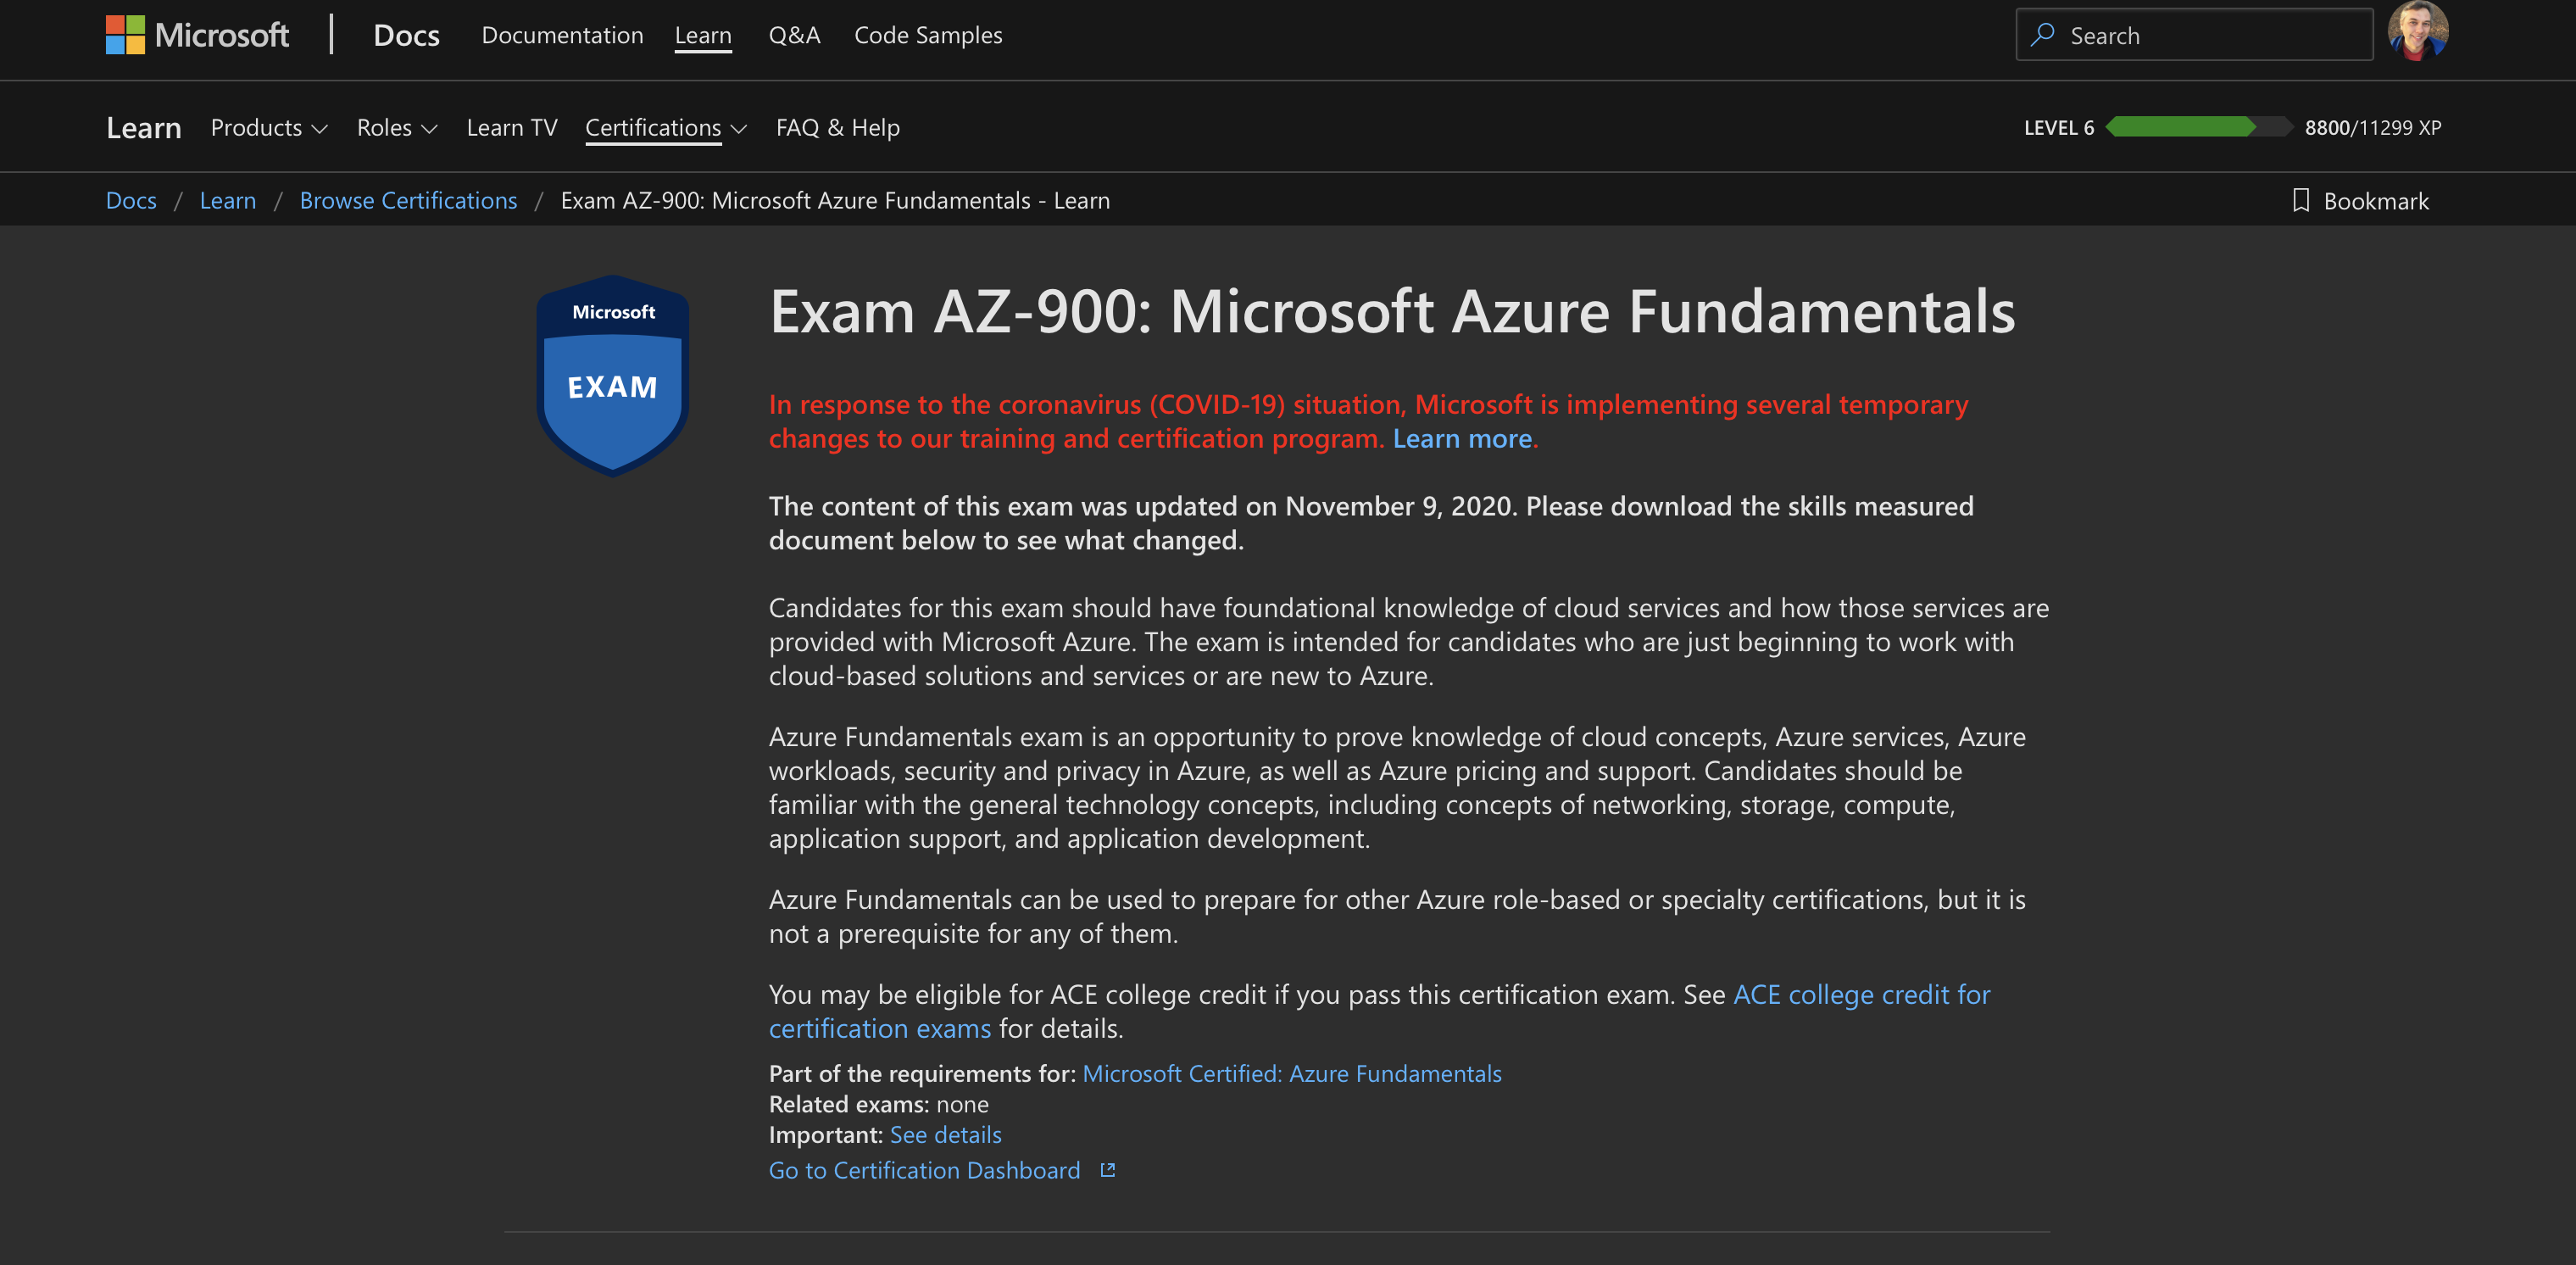 Microsoft
Docs
Documentation
Learn
Q&A
Code Samples
Search
Learn
Products
Roles
Learn TV
Certifications
FAQ & Help
LEVEL 6
8800/11299 XP
Docs / Learn / Browse Certifications / Exam AZ-900: Microsoft Azure Fundamentals - Learn
Bookmark
Microsoft
EXAM
Exam AZ-900: Microsoft Azure Fundamentals
In response to the coronavirus (COVID-19) situation, Microsoft is implementing several temporary
changes to our training and certification program. Learn more.
The content of this exam was updated on November 9, 2020. Please download the skills measured
document below to see what changed.
Candidates for this exam should have foundational knowledge of cloud services and how those services are
provided with Microsoft Azure. The exam is intended for candidates who are just beginning to work with
cloud-based solutions and services or are new to Azure.
Azure Fundamentals exam is an opportunity to prove knowledge of cloud concepts, Azure services, Azure
workloads, security and privacy in Azure, as well as Azure pricing and support. Candidates should be
familiar with the general technology concepts, including concepts of networking, storage, compute,
application support, and application development.
Azure Fundamentals can be used to prepare for other Azure role-based or specialty certifications, but it is
not a prerequisite for any of them.
You may be eligible for ACE college credit if you pass this certification exam. See ACE college credit for
certification exams for details.
Part of the requirements for: Microsoft Certified: Azure Fundamentals
Related exams: none
Important: See details
Go to Certification Dashboard